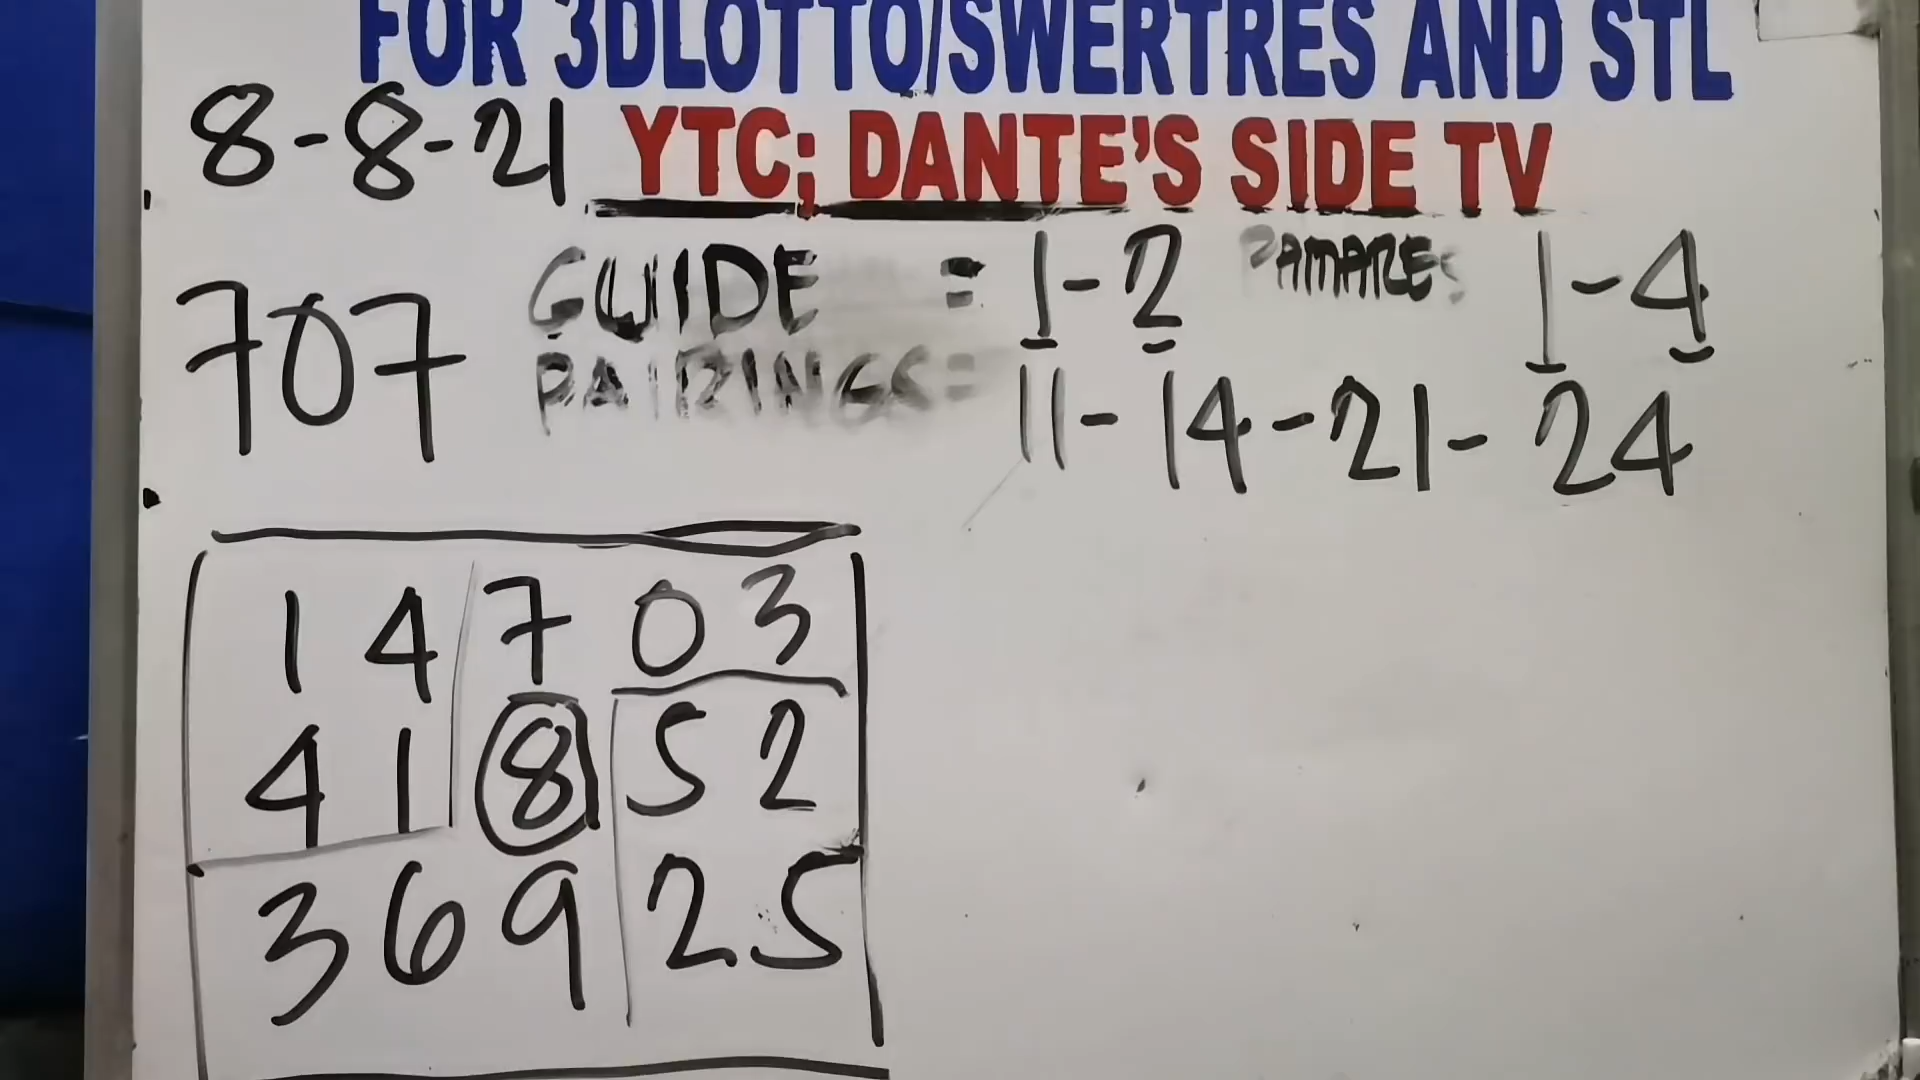 FOR 3DLOTTO/SWERTRES AND STL
8-8-21 YTC; DANTE'S SIDE TV
707 GUIDE = 1-2 PAMARES 1-4
PAIRINGS= 11-14-21-24
1 4 7 0 3
4 1 8 5 2
3 6 9 2 5